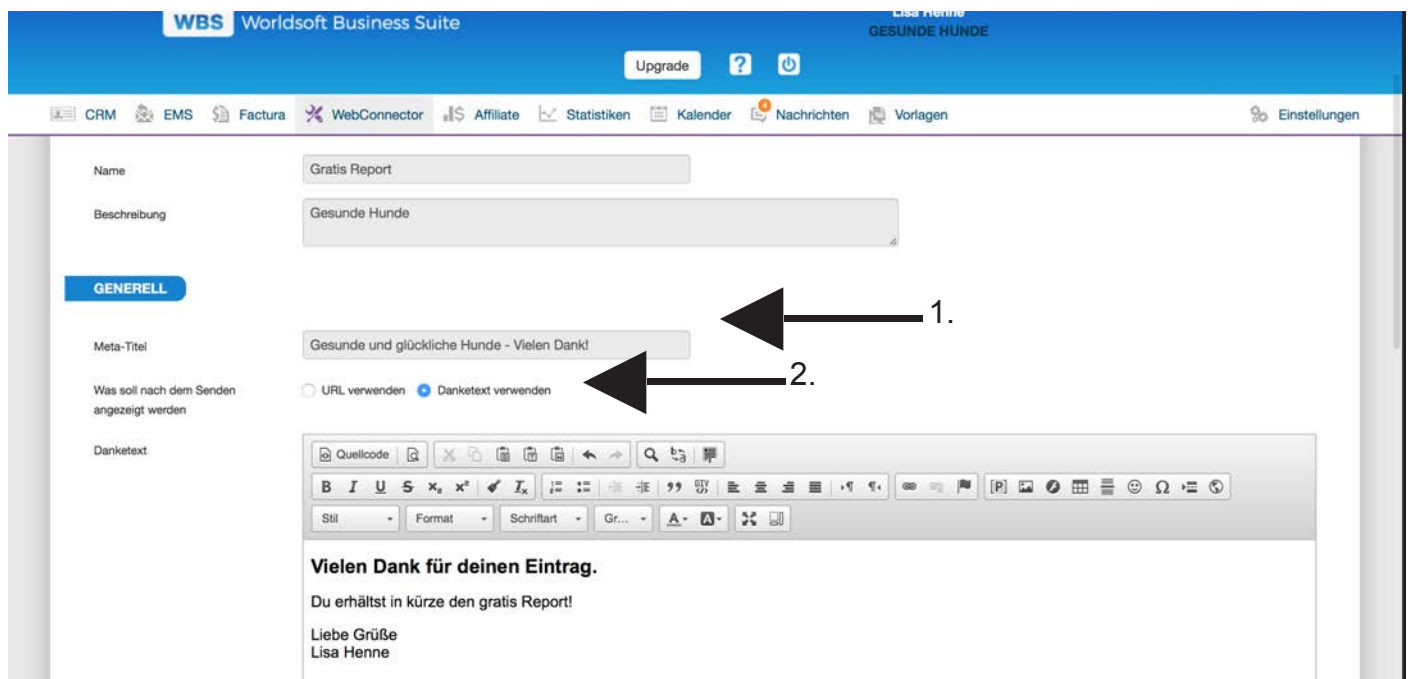 WBS Worldsoft Business Suite
Lisa Henne
GESUNDE HUNDE
Upgrade ?
CRM EMS Factura WebConnector Affiliate Statistiken Kalender 4 Nachrichten Vorlagen Einstellungen
Name Gratis Report
Beschreibung Gesunde Hunde
GENERELL
1.
Meta-Titel Gesunde und glückliche Hunde - Vielen Dank!
2.
Was soll nach dem Senden
angezeigt werden
URL verwenden Danketext verwenden
Danketext
Quellcode
B I U S x₂ x² Iₓ
Stil Format Schriftart Gr... A A
Vielen Dank für deinen Eintrag.
Du erhältst in kürze den gratis Report!
Liebe Grüße
Lisa Henne